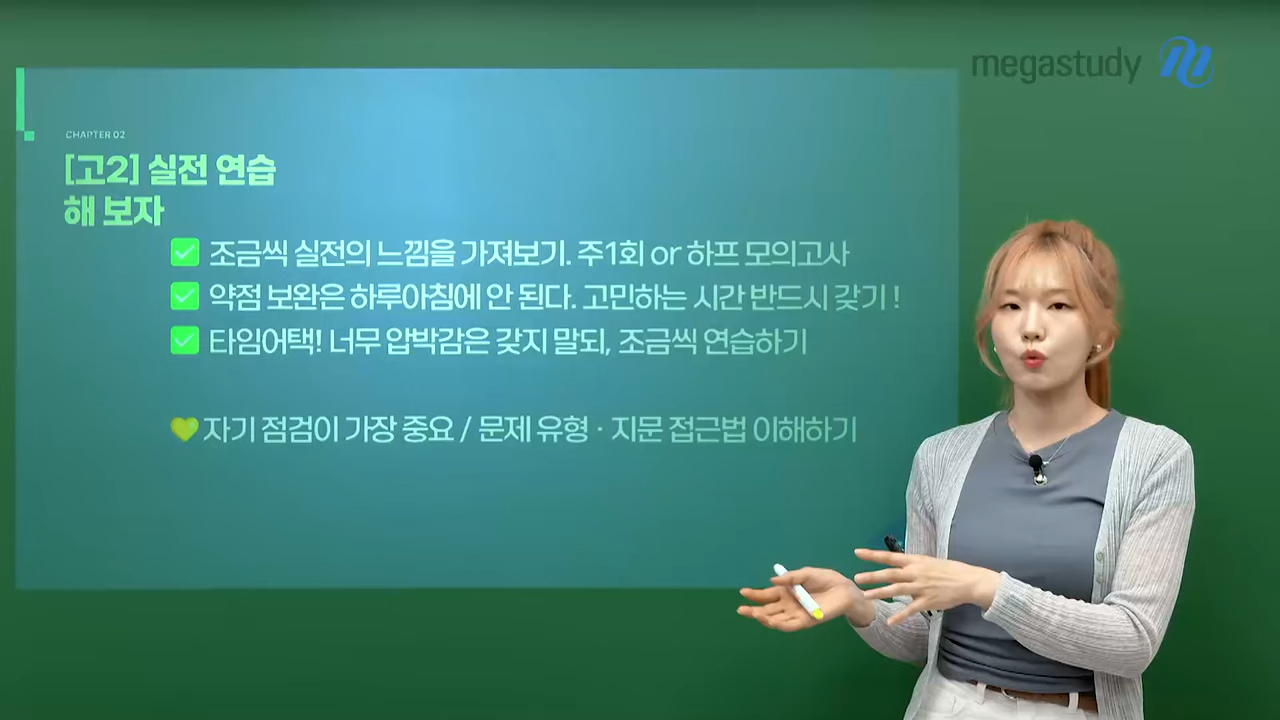 megastudy
CHAPTER 02
[고2] 실전 연습
해 보자
조금씩 실전의 느낌을 가져보기. 주1회 or 하프 모의고사
약점 보완은 하루아침에 안 된다. 고민하는 시간 반드시 갖기 !
타임어택! 너무 압박감은 갖지 말되, 조금씩 연습하기
자기 점검이 가장 중요 / 문제 유형 · 지문 접근법 이해하기